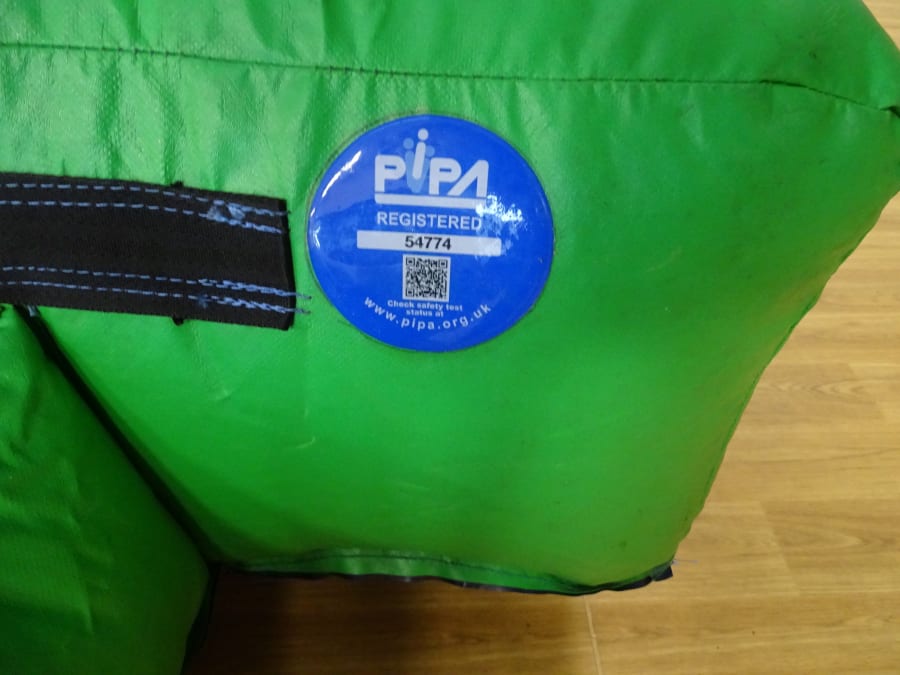 PiPA
REGISTERED
54774
Check safety test
status at
www.pipa.org.uk